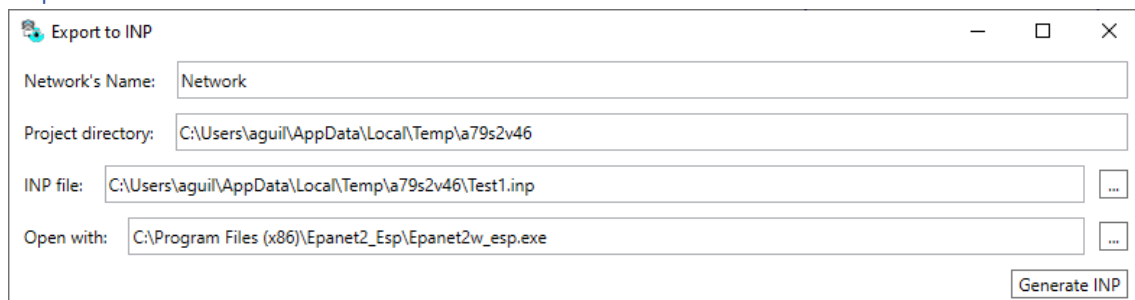 Export to INP
Network's Name: Network
Project directory: C:\Users\aguil\AppData\Local\Temp\a79s2v46
INP file: C:\Users\aguil\AppData\Local\Temp\a79s2v46\Test1.inp ...
Open with: C:\Program Files (x86)\Epanet2_Esp\Epanet2w_esp.exe ...
Generate INP